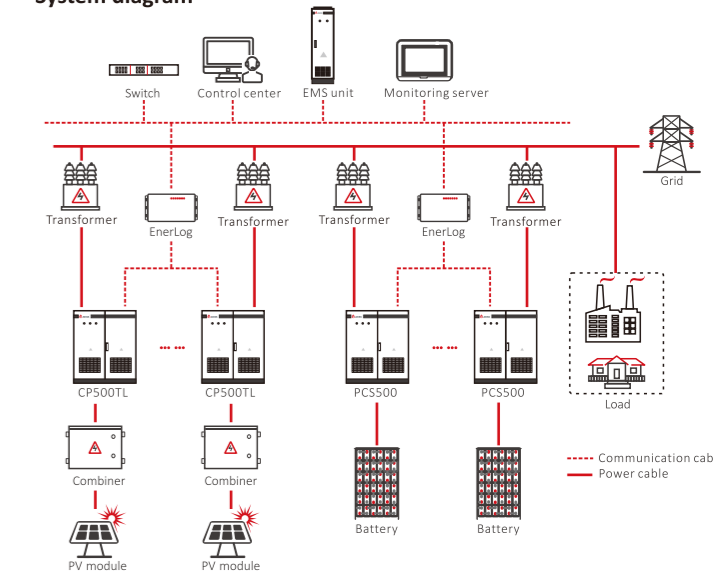 System diagram
Switch
Control center
EMS unit
Monitoring server
Grid
Transformer
EnerLog
Transformer
Transformer
EnerLog
Transformer
CP500TL
CP500TL
PCS500
PCS500
Load
Combiner
Combiner
Communication cab
Power cable
Battery
Battery
PV module
PV module